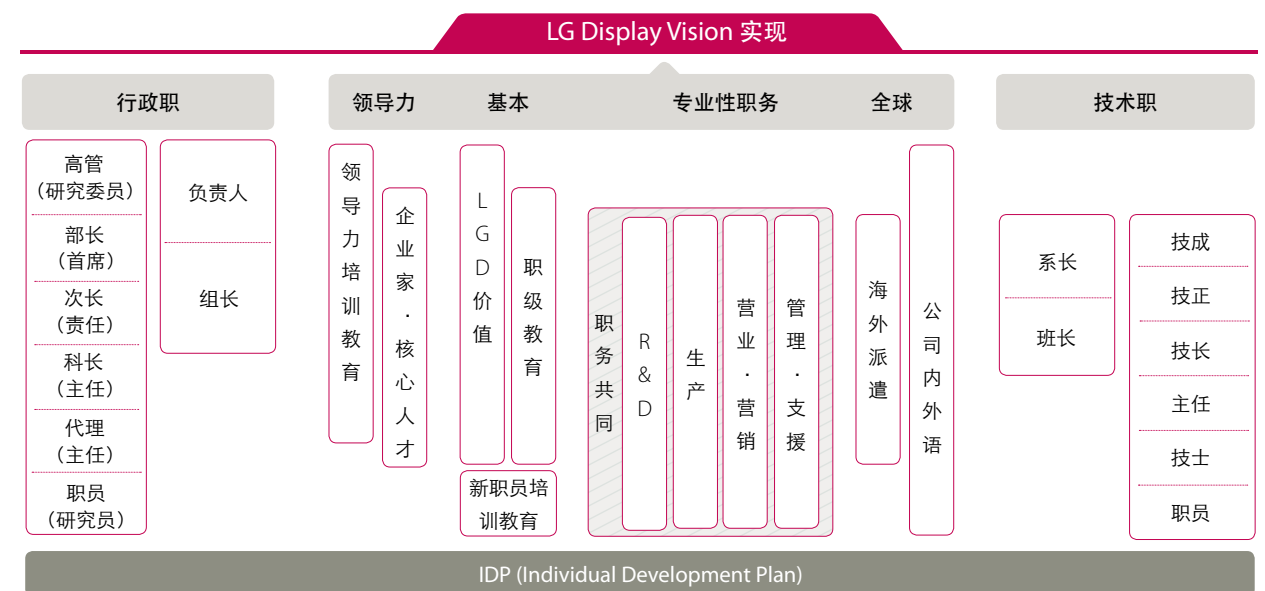 LG Display Vision 实现
行政职
领导力
基本
专业性职务
全球
技术职
高管
（研究委员）
部长
（首席）
次长
（责任）
科长
（主任）
代理
（主任）
职员
（研究员）
负责人
组长
领导力培训教育
企业家·核心人才
LGD价值
职级教育
新职员培
训教育
职务共同
R&D
生产
营业·营销
管理·支援
海外派遣
公司内外语
系长
班长
技成
技正
技长
主任
技士
职员
IDP (Individual Development Plan)